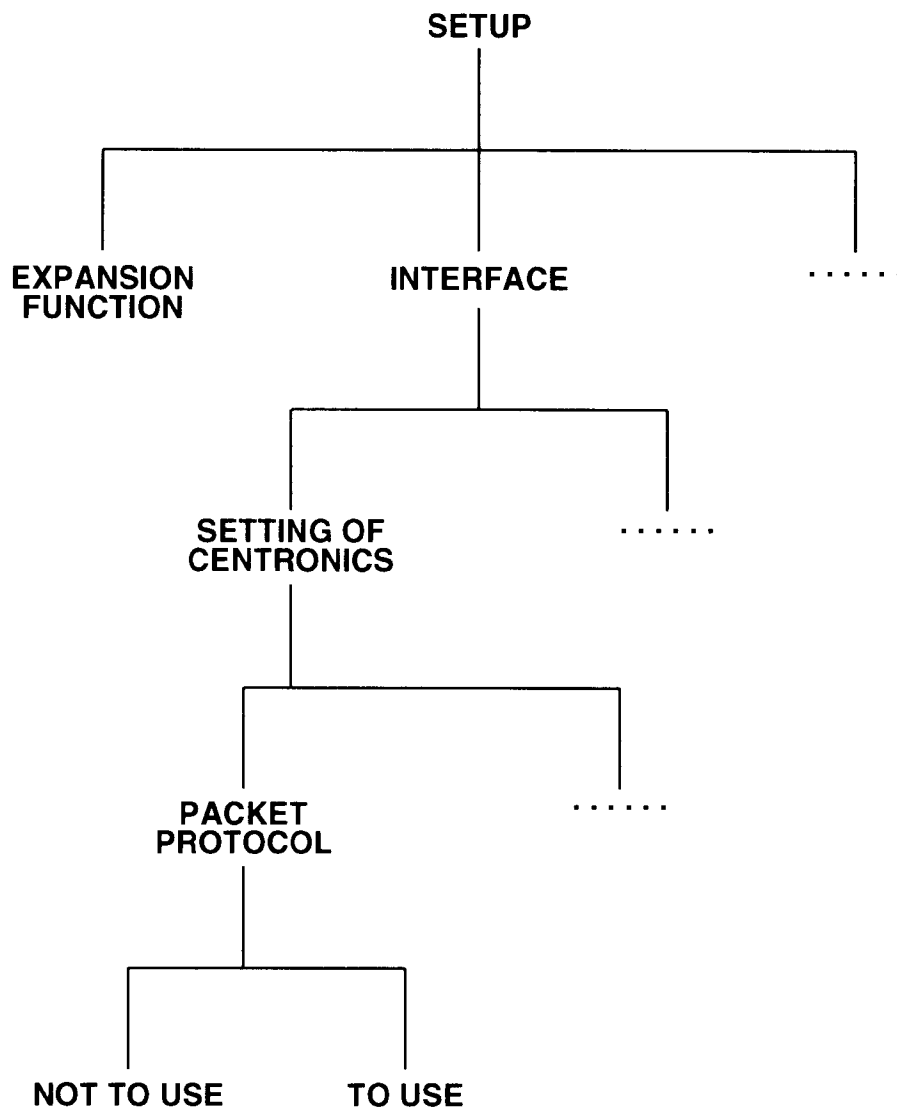 SETUP
EXPANSION
FUNCTION
INTERFACE
......
SETTING OF
CENTRONICS
......
PACKET
PROTOCOL
......
NOT TO USE
TO USE